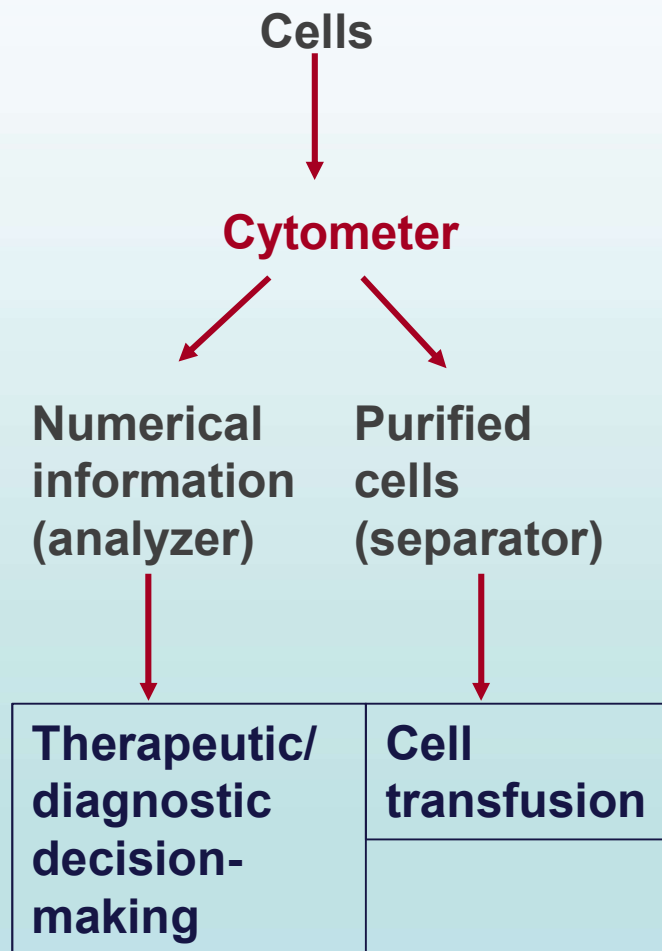 Cells
Cytometer
Numerical
information
(analyzer)
Purified
cells
(separator)
Therapeutic/
diagnostic
decision-
making
Cell
transfusion